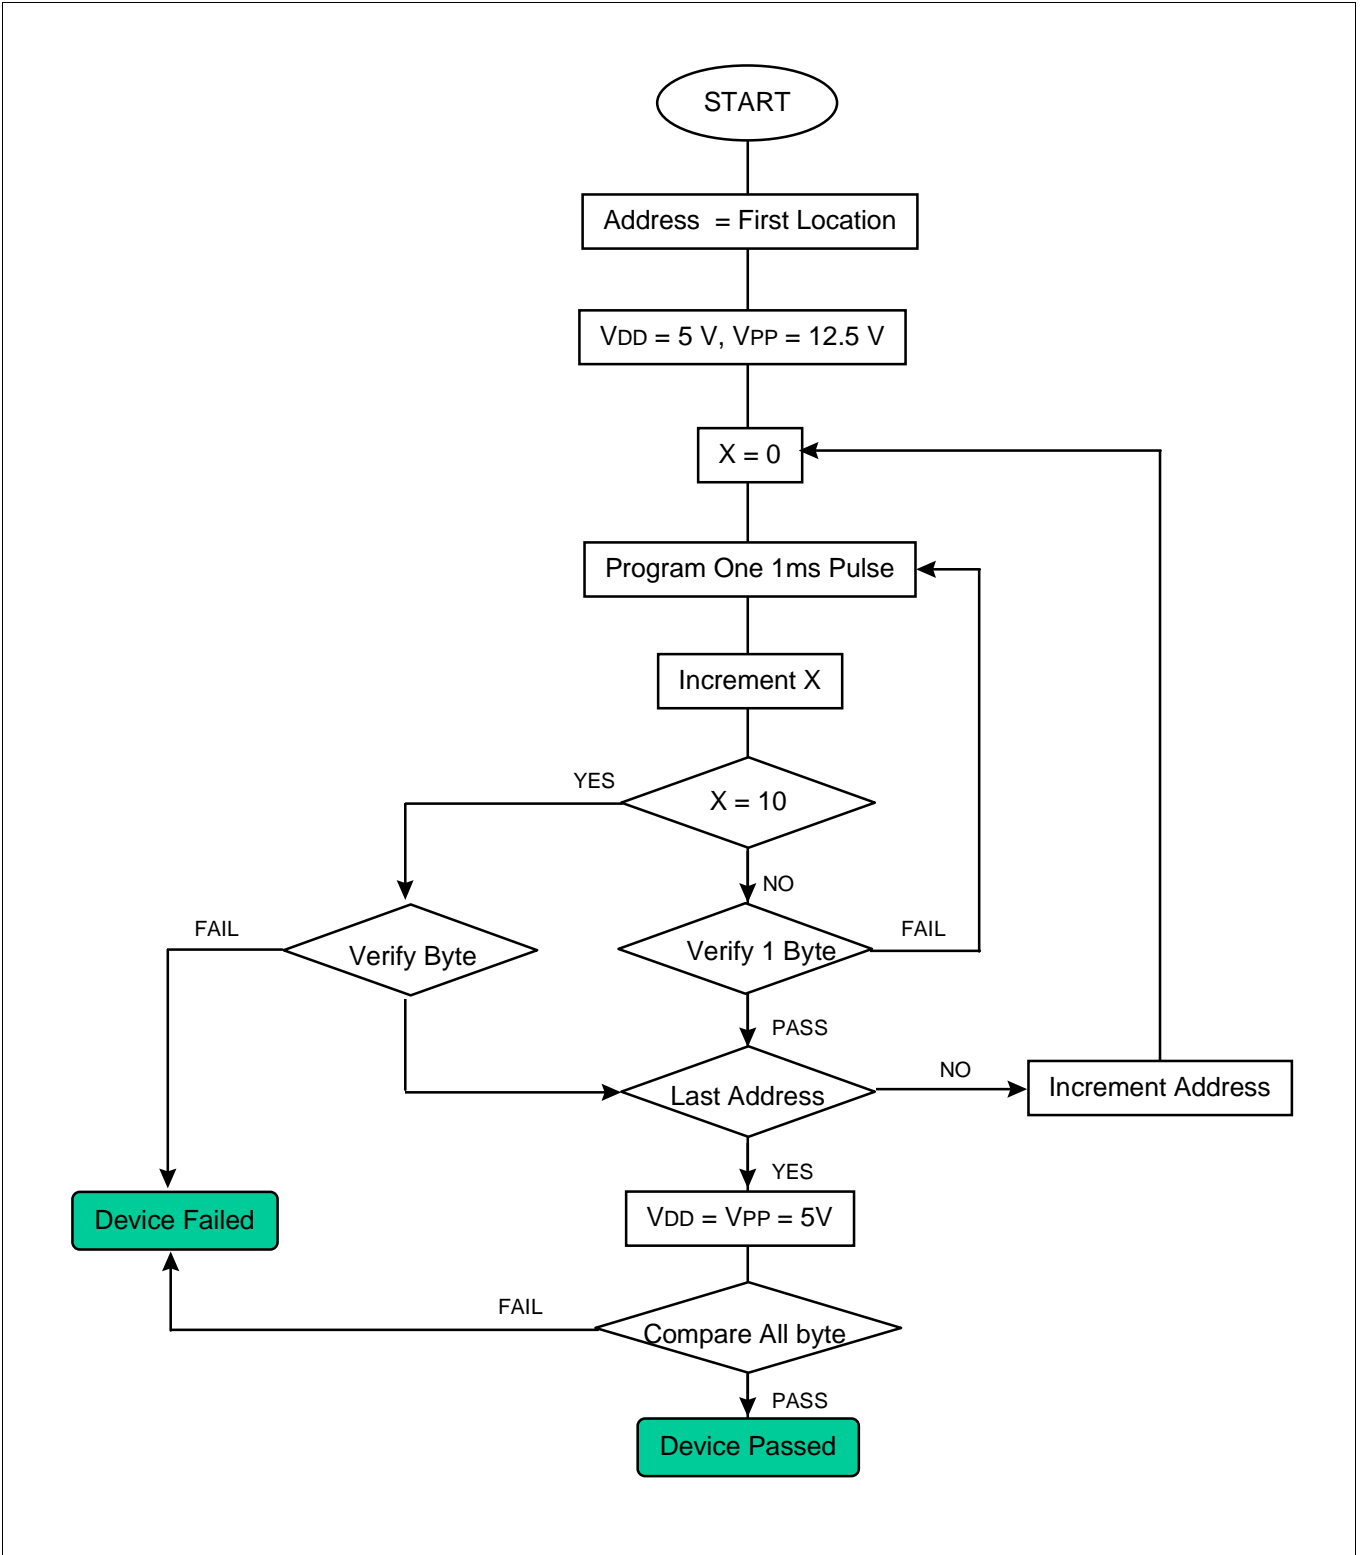 START
Address  = First Location
VDD = 5 V, VPP = 12.5 V
X = 0
Program One 1ms Pulse
Increment X
YES
X = 10
NO
FAIL
Verify Byte
Verify 1 Byte
FAIL
PASS
Last Address
NO
Increment Address
YES
Device Failed
VDD = VPP = 5V
FAIL
Compare All byte
PASS
Device Passed